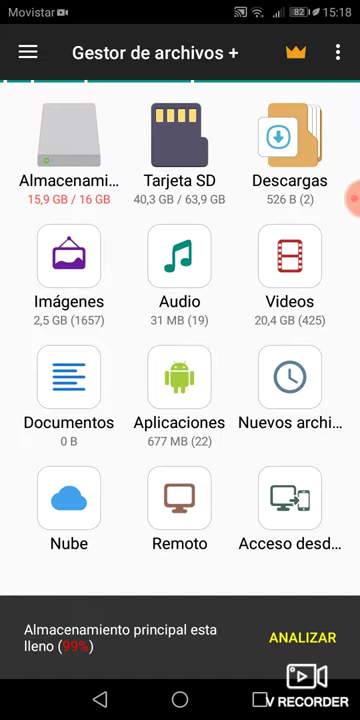 Movistar 82 15:18
Gestor de archivos +
Almacenami... Tarjeta SD Descargas
15,9 GB / 16 GB 40,3 GB / 63,9 GB 526 B (2)
Imágenes Audio Videos
2,5 GB (1657) 31 MB (19) 20,4 GB (425)
Documentos Aplicaciones Nuevos archi...
0 B 677 MB (22)
Nube Remoto Acceso desd...
Almacenamiento principal esta
lleno (99%)
ANALIZAR
V RECORDER